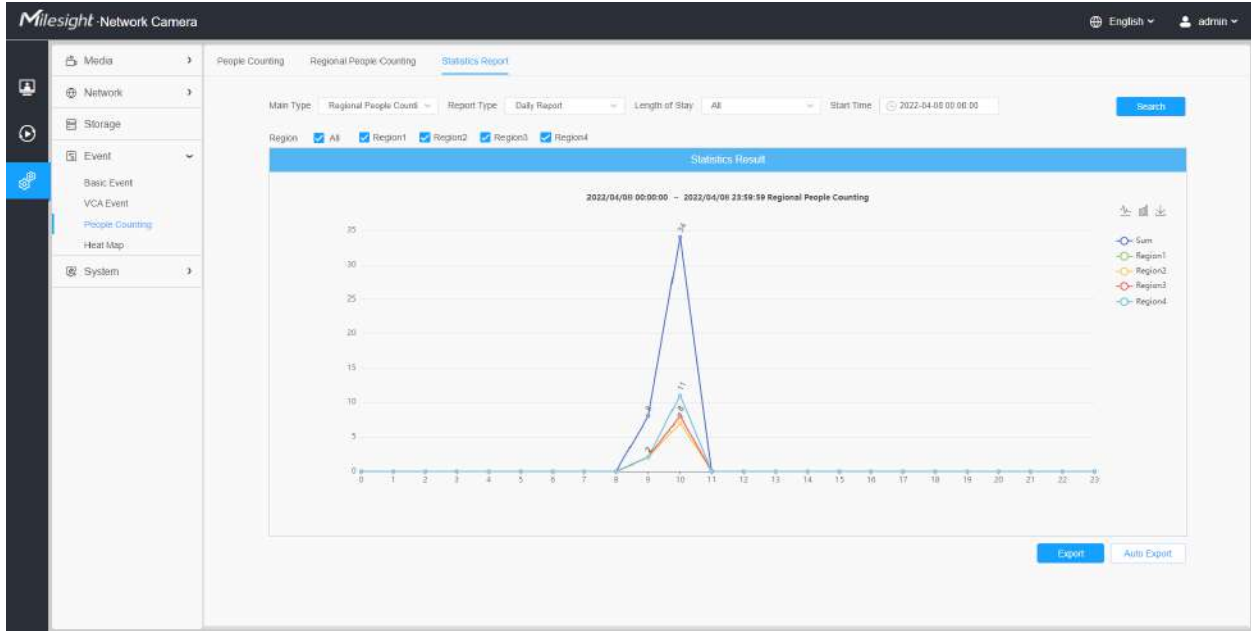 Milesight-Network Camera
English
admin
Media
Network
Storage
Event
Basic Event
VCA Event
People Counting
Heat Map
System
People Counting Regional People Counting Statistics Report
Main Type Regional People Counti Report Type Daily Report Length of Stay All Start Time 2022-04-08 00:00:00 Search
Region All Region1 Region2 Region3 Region4
Statistics Result
2022/04/08 00:00:00 ~ 2022/04/08 23:59:59 Regional People Counting
Sum
Region1
Region2
Region3
Region4
35
30
25
20
15
10
5
0
34
11
8
8
2
0 1 2 3 4 5 6 7 8 9 10 11 12 13 14 15 16 17 18 19 20 21 22 23
Export Auto Export